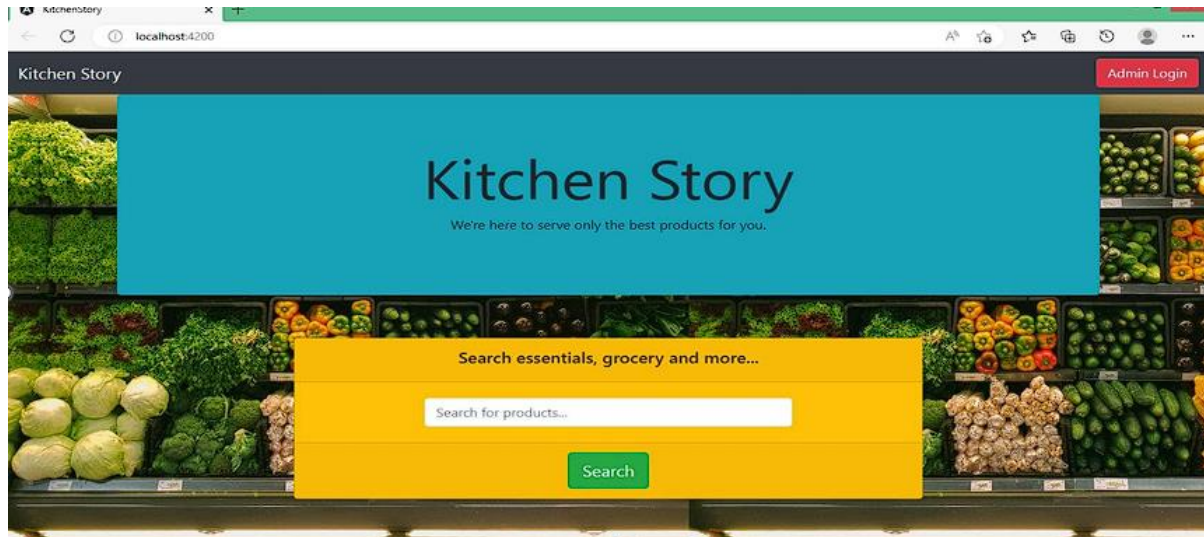 KitchenStory
localhost:4200
Kitchen Story
Admin Login
Kitchen Story
We're here to serve only the best products for you.
Search essentials, grocery and more...
Search for products...
Search